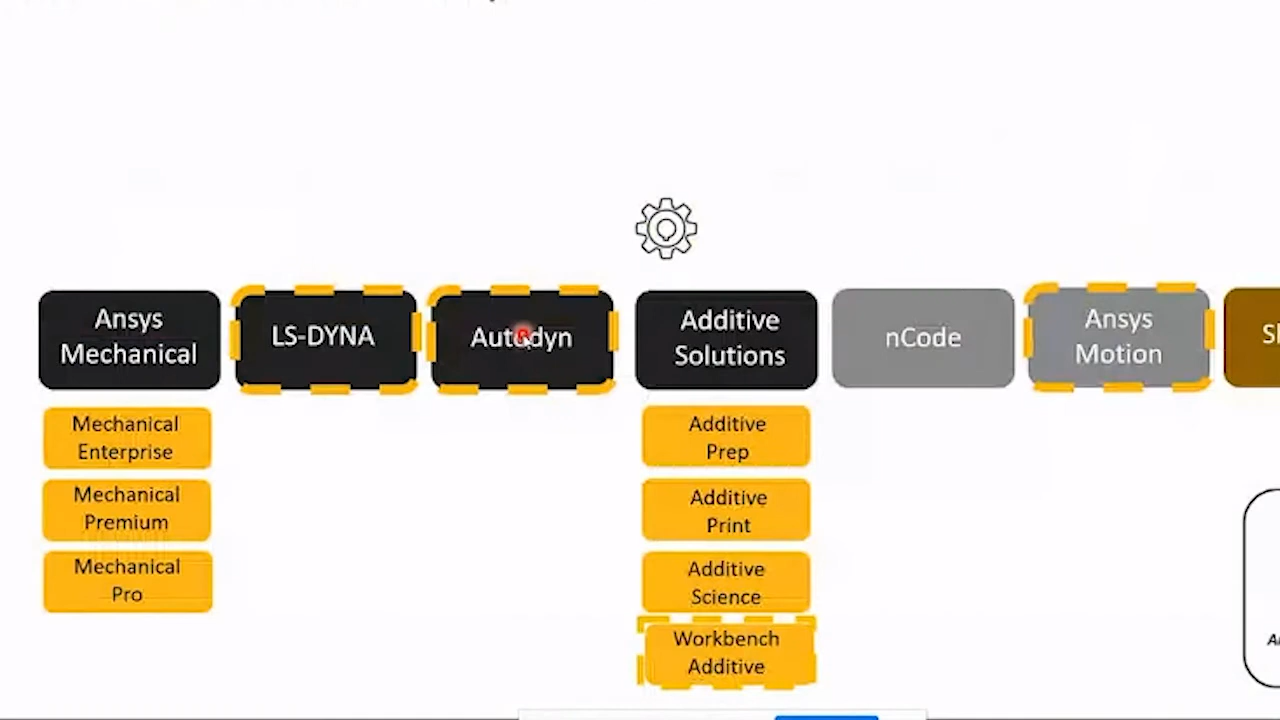 Ansys
Mechanical
LS-DYNA
Autodyn
Additive
Solutions
nCode
Ansys
Motion
Mechanical
Enterprise
Mechanical
Premium
Mechanical
Pro
Additive
Prep
Additive
Print
Additive
Science
Workbench
Additive